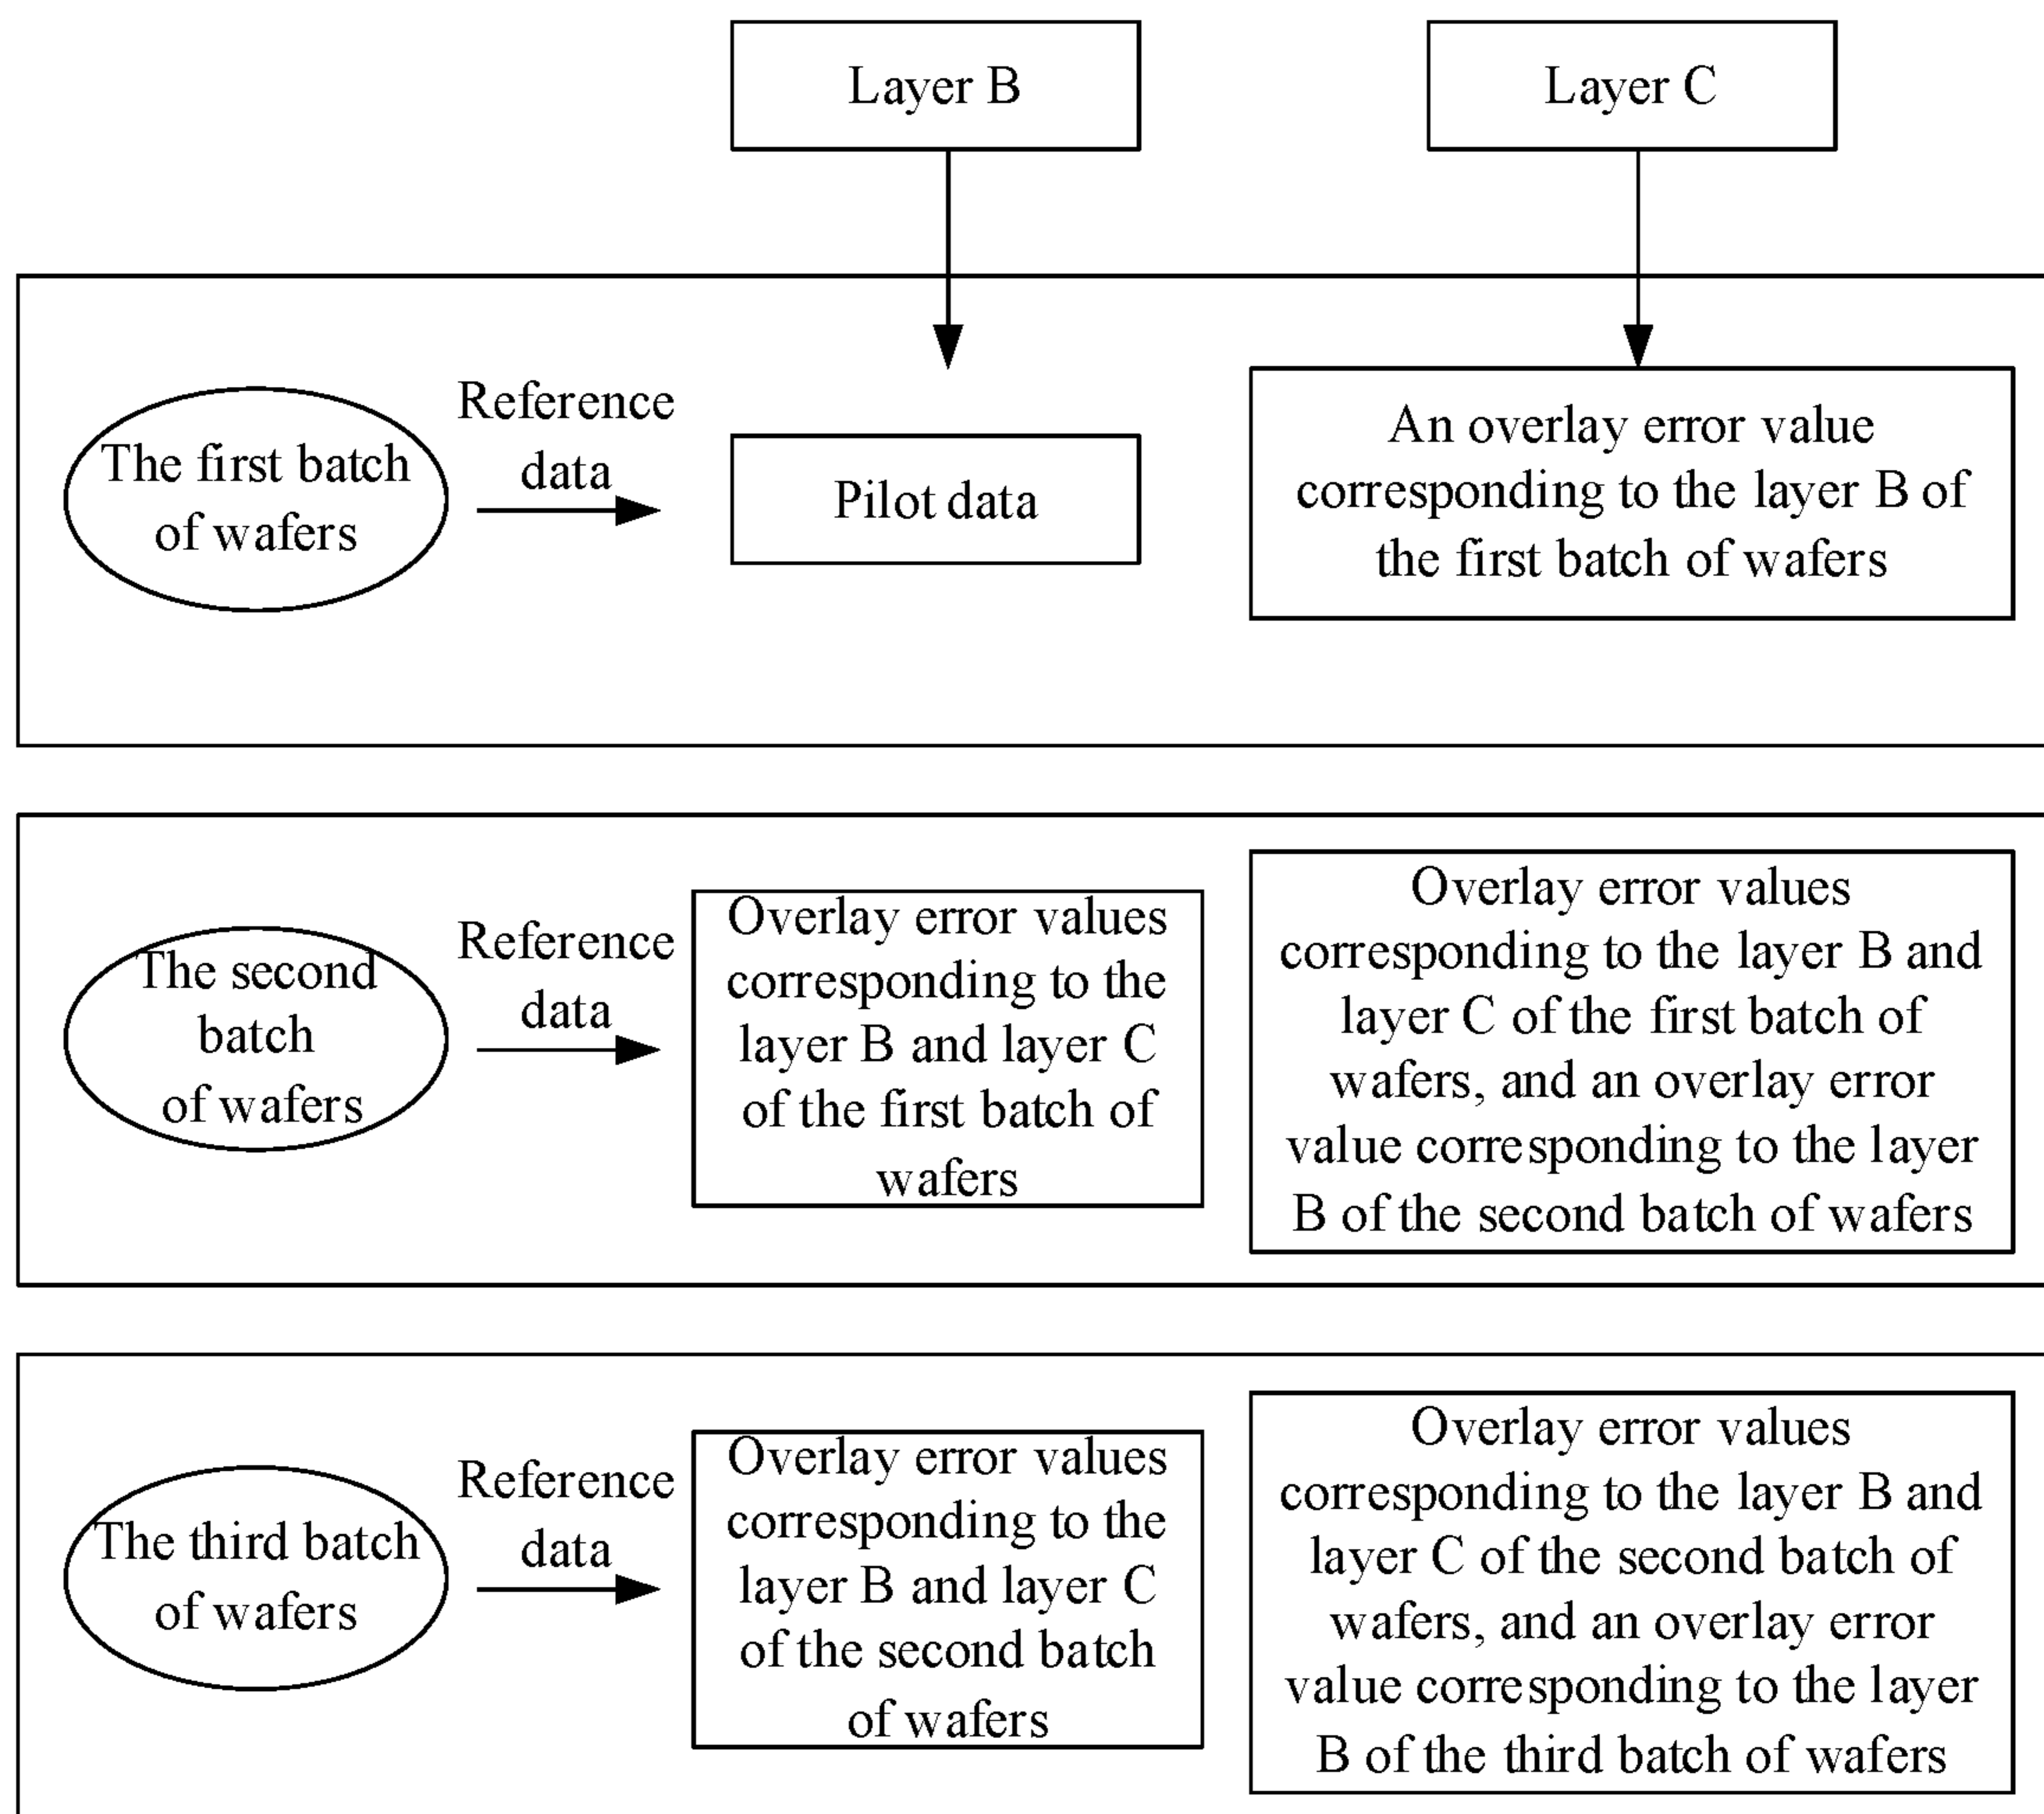 Layer B
Layer C
The first batch
of wafers
Reference
data
Pilot data
An overlay error value
corresponding to the layer B of
the first batch of wafers
The second
batch
of wafers
Reference
data
Overlay error values
corresponding to the
layer B and layer C
of the first batch of
wafers
Overlay error values
corresponding to the layer B and
layer C of the first batch of
wafers, and an overlay error
value corresponding to the layer
B of the second batch of wafers
The third batch
of wafers
Reference
data
Overlay error values
corresponding to the
layer B and layer C
of the second batch
of wafers
Overlay error values
corresponding to the layer B and
layer C of the second batch of
wafers, and an overlay error
value corresponding to the layer
B of the third batch of wafers